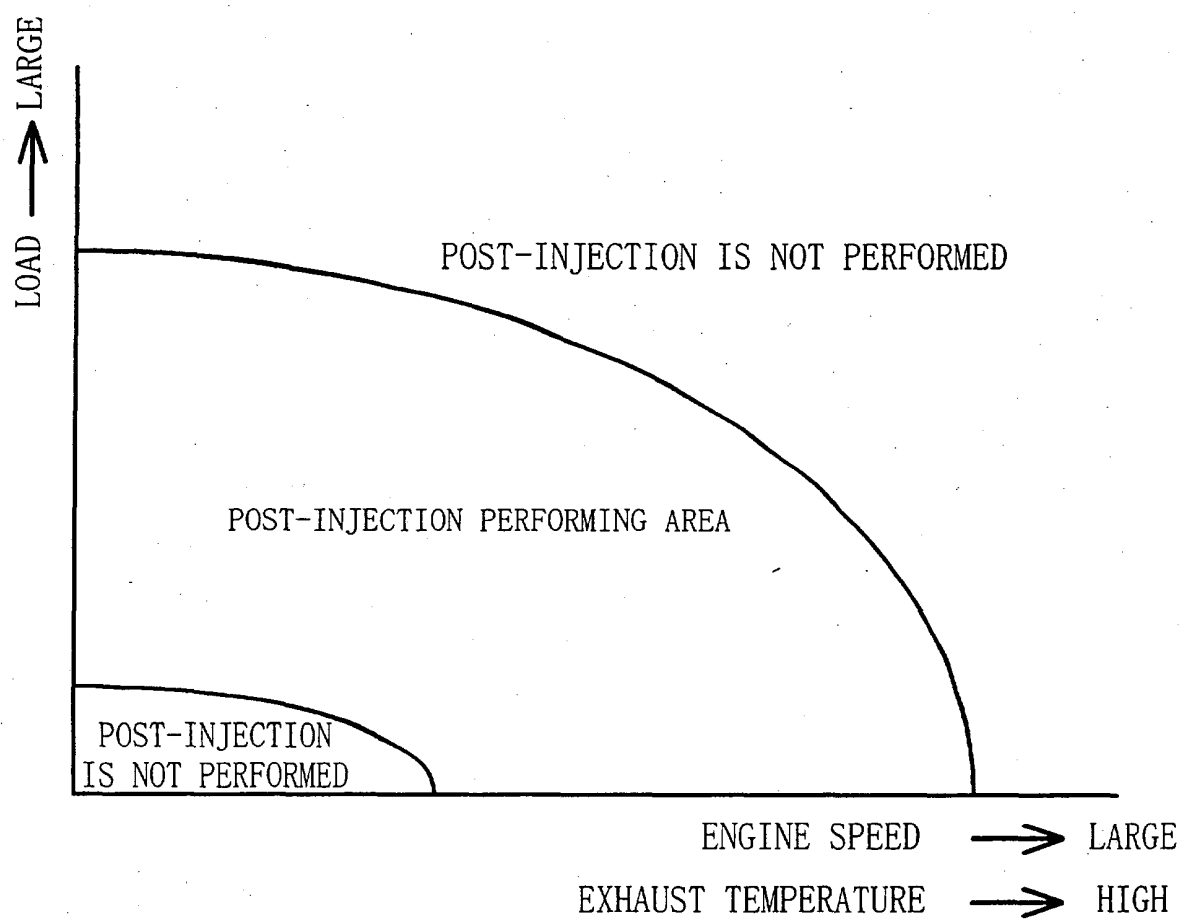 LOAD → LARGE
POST-INJECTION IS NOT PERFORMED
POST-INJECTION PERFORMING AREA
POST-INJECTION
IS NOT PERFORMED
ENGINE SPEED → LARGE
EXHAUST TEMPERATURE → HIGH